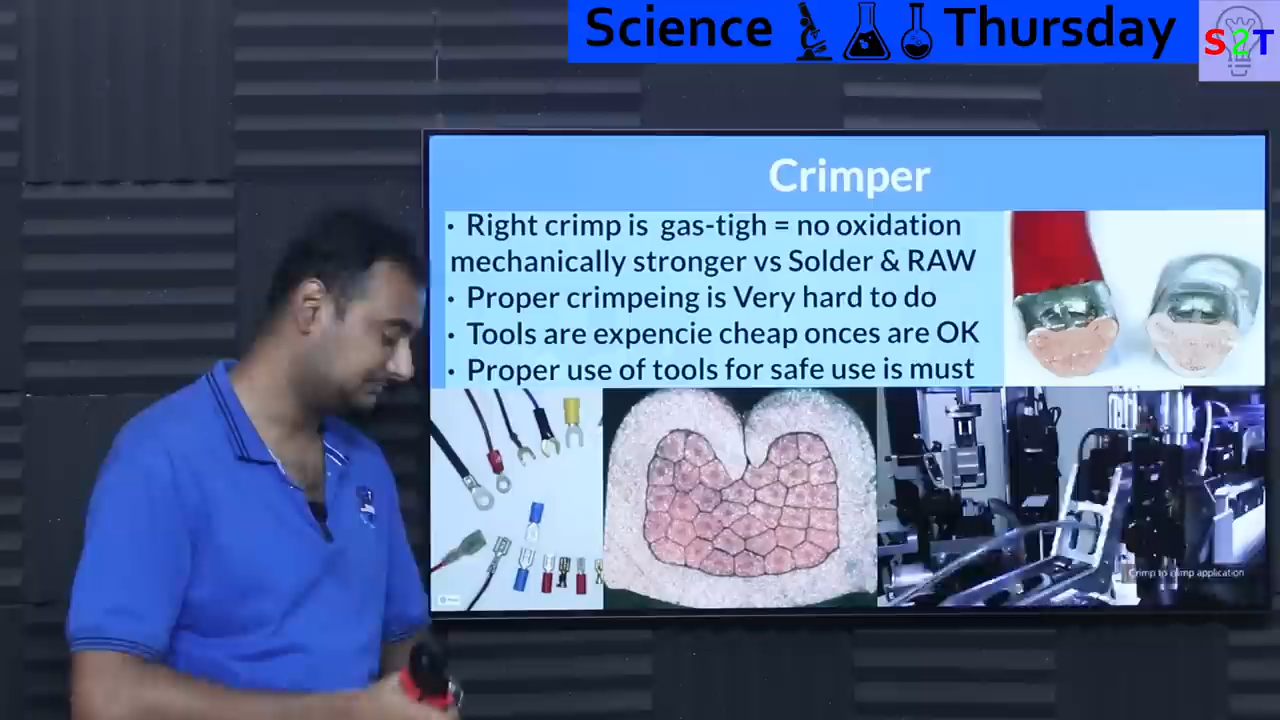 Science Thursday
S2T
Crimper
· Right crimp is gas-tigh = no oxidation
mechanically stronger vs Solder & RAW
· Proper crimpeing is Very hard to do
· Tools are expencie cheap onces are OK
· Proper use of tools for safe use is must
Crimp to crimp application